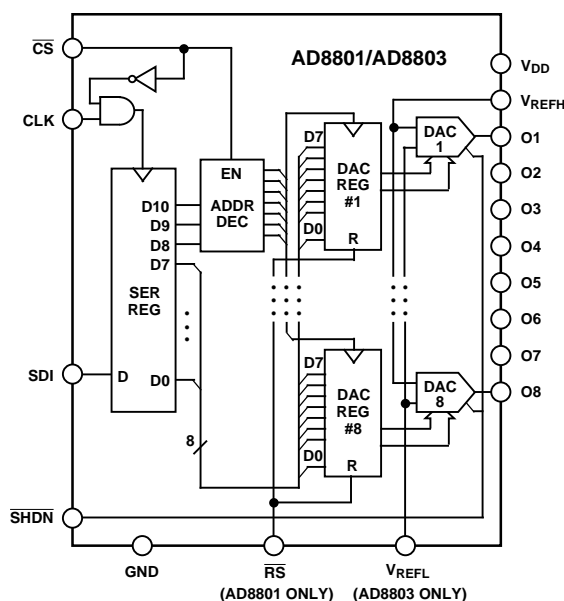 CS
AD8801/AD8803
VDD
VREFH
CLK
D7
DAC
1
O1
EN
DAC
REG
#1
O2
D10
ADDR
DEC
D9
D8
D0
R
O3
D7
O4
SER
REG
O5
O6
D7
O7
SDI
D
D0
DAC
REG
#8
DAC
8
O8
8
D0
R
SHDN
GND
RS
VREFL
(AD8801 ONLY)
(AD8803 ONLY)